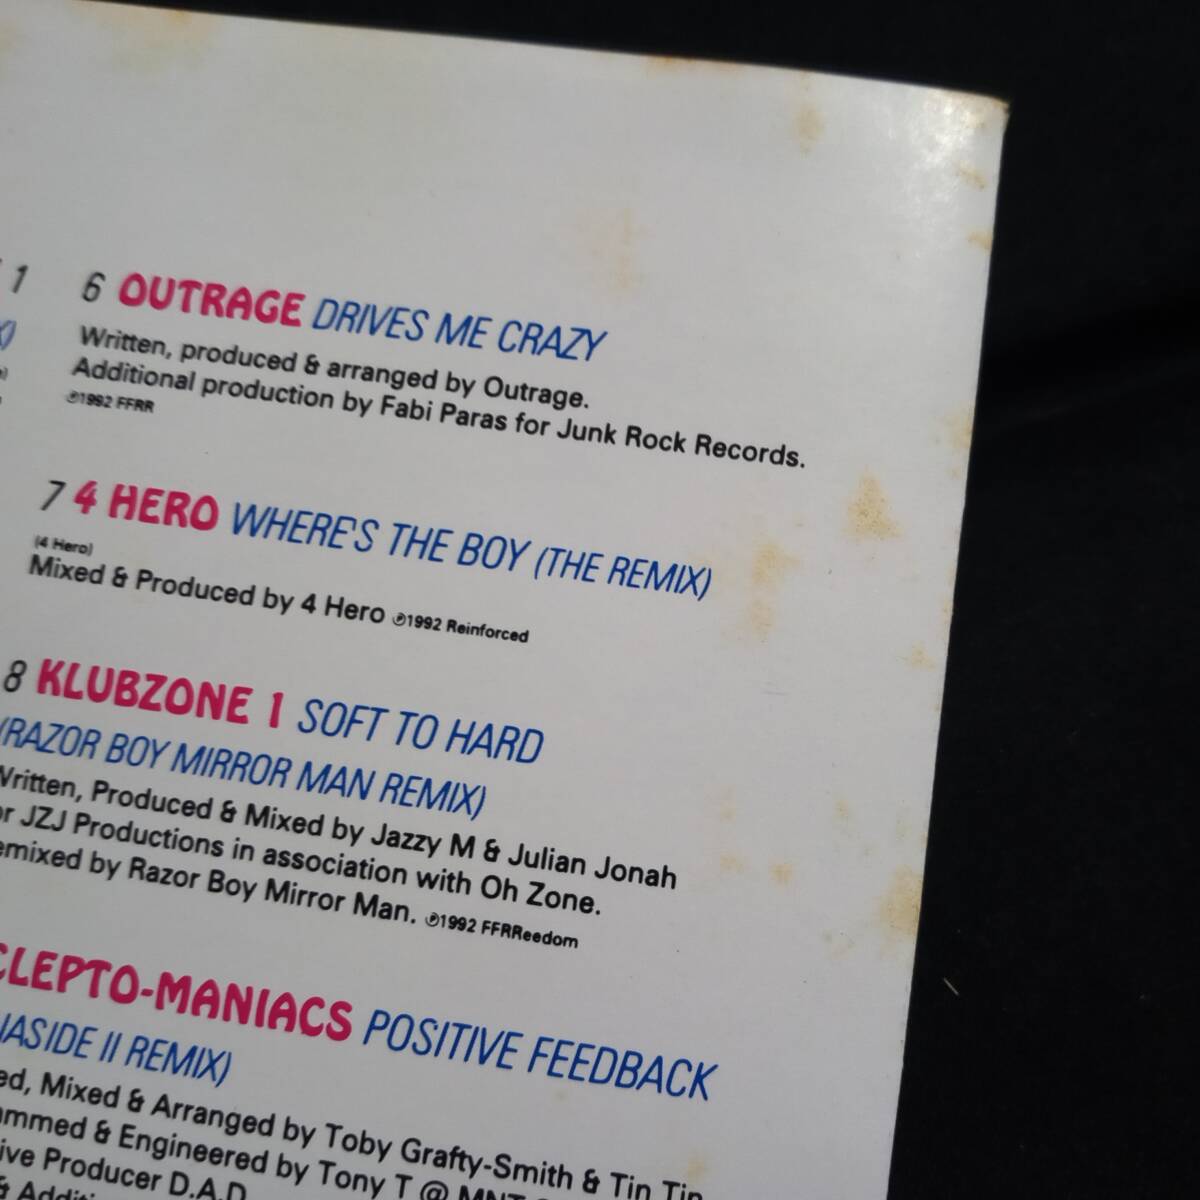 1
6 OUTRAGE DRIVES ME CRAZY
Written, produced & arranged by Outrage.
Additional production by Fabi Paras for Junk Rock Records.
℗1992 FFRR
7 4 HERO WHERE'S THE BOY (THE REMIX)
(4 Hero)
Mixed & Produced by 4 Hero ℗1992 Reinforced
8 KLUBZONE 1 SOFT TO HARD
(RAZOR BOY MIRROR MAN REMIX)
Written, Produced & Mixed by Jazzy M & Julian Jonah
JZJ Productions in association with Oh Zone.
emixed by Razor Boy Mirror Man. ℗1992 FFRReedom
CLEPTO-MANIACS POSITIVE FEEDBACK
IASIDE II REMIX)
ed, Mixed & Arranged by Toby Grafty-Smith & Tin Tin
ammed & Engineered by Tony T @
ive Producer D.A.D.